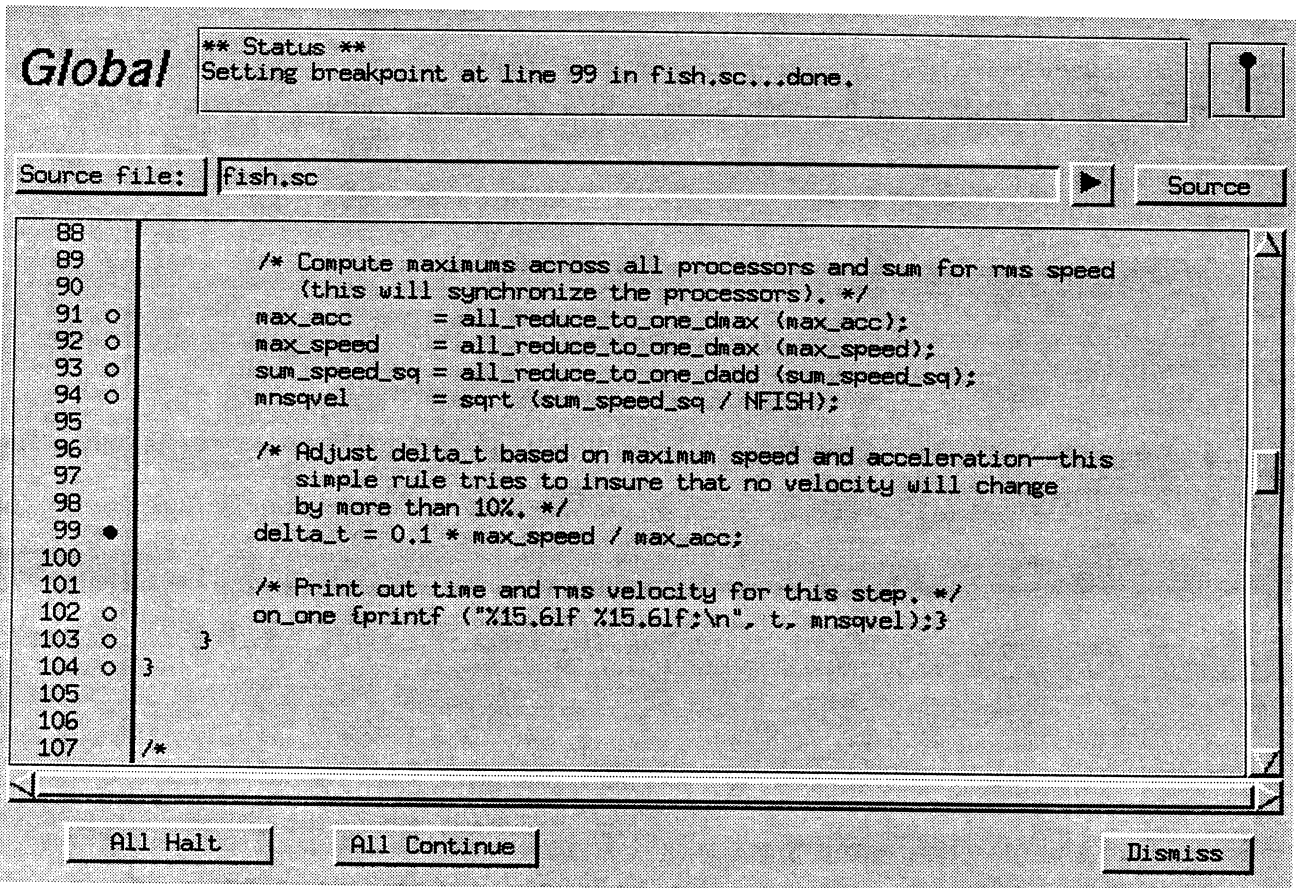 Global
** Status **
Setting breakpoint at line 99 in fish.sc...done.
Source file: fish.sc Source
88
89 /* Compute maximums across all processors and sum for rms speed
90 (this will synchronize the processors). */
91 max_acc = all_reduce_to_one_dmax (max_acc);
92 max_speed = all_reduce_to_one_dmax (max_speed);
93 sum_speed_sq = all_reduce_to_one_dadd (sum_speed_sq);
94 mnsqvel = sqrt (sum_speed_sq / NFISH);
95
96 /* Adjust delta_t based on maximum speed and acceleration--this
97 simple rule tries to insure that no velocity will change
98 by more than 10%. */
99 delta_t = 0.1 * max_speed / max_acc;
100
101 /* Print out time and rms velocity for this step. */
102 on_one {printf ("%15.6lf %15.6lf;\n", t, mnsqvel);}
103 }
104 }
105
106
107 /*
All Halt All Continue Dismiss